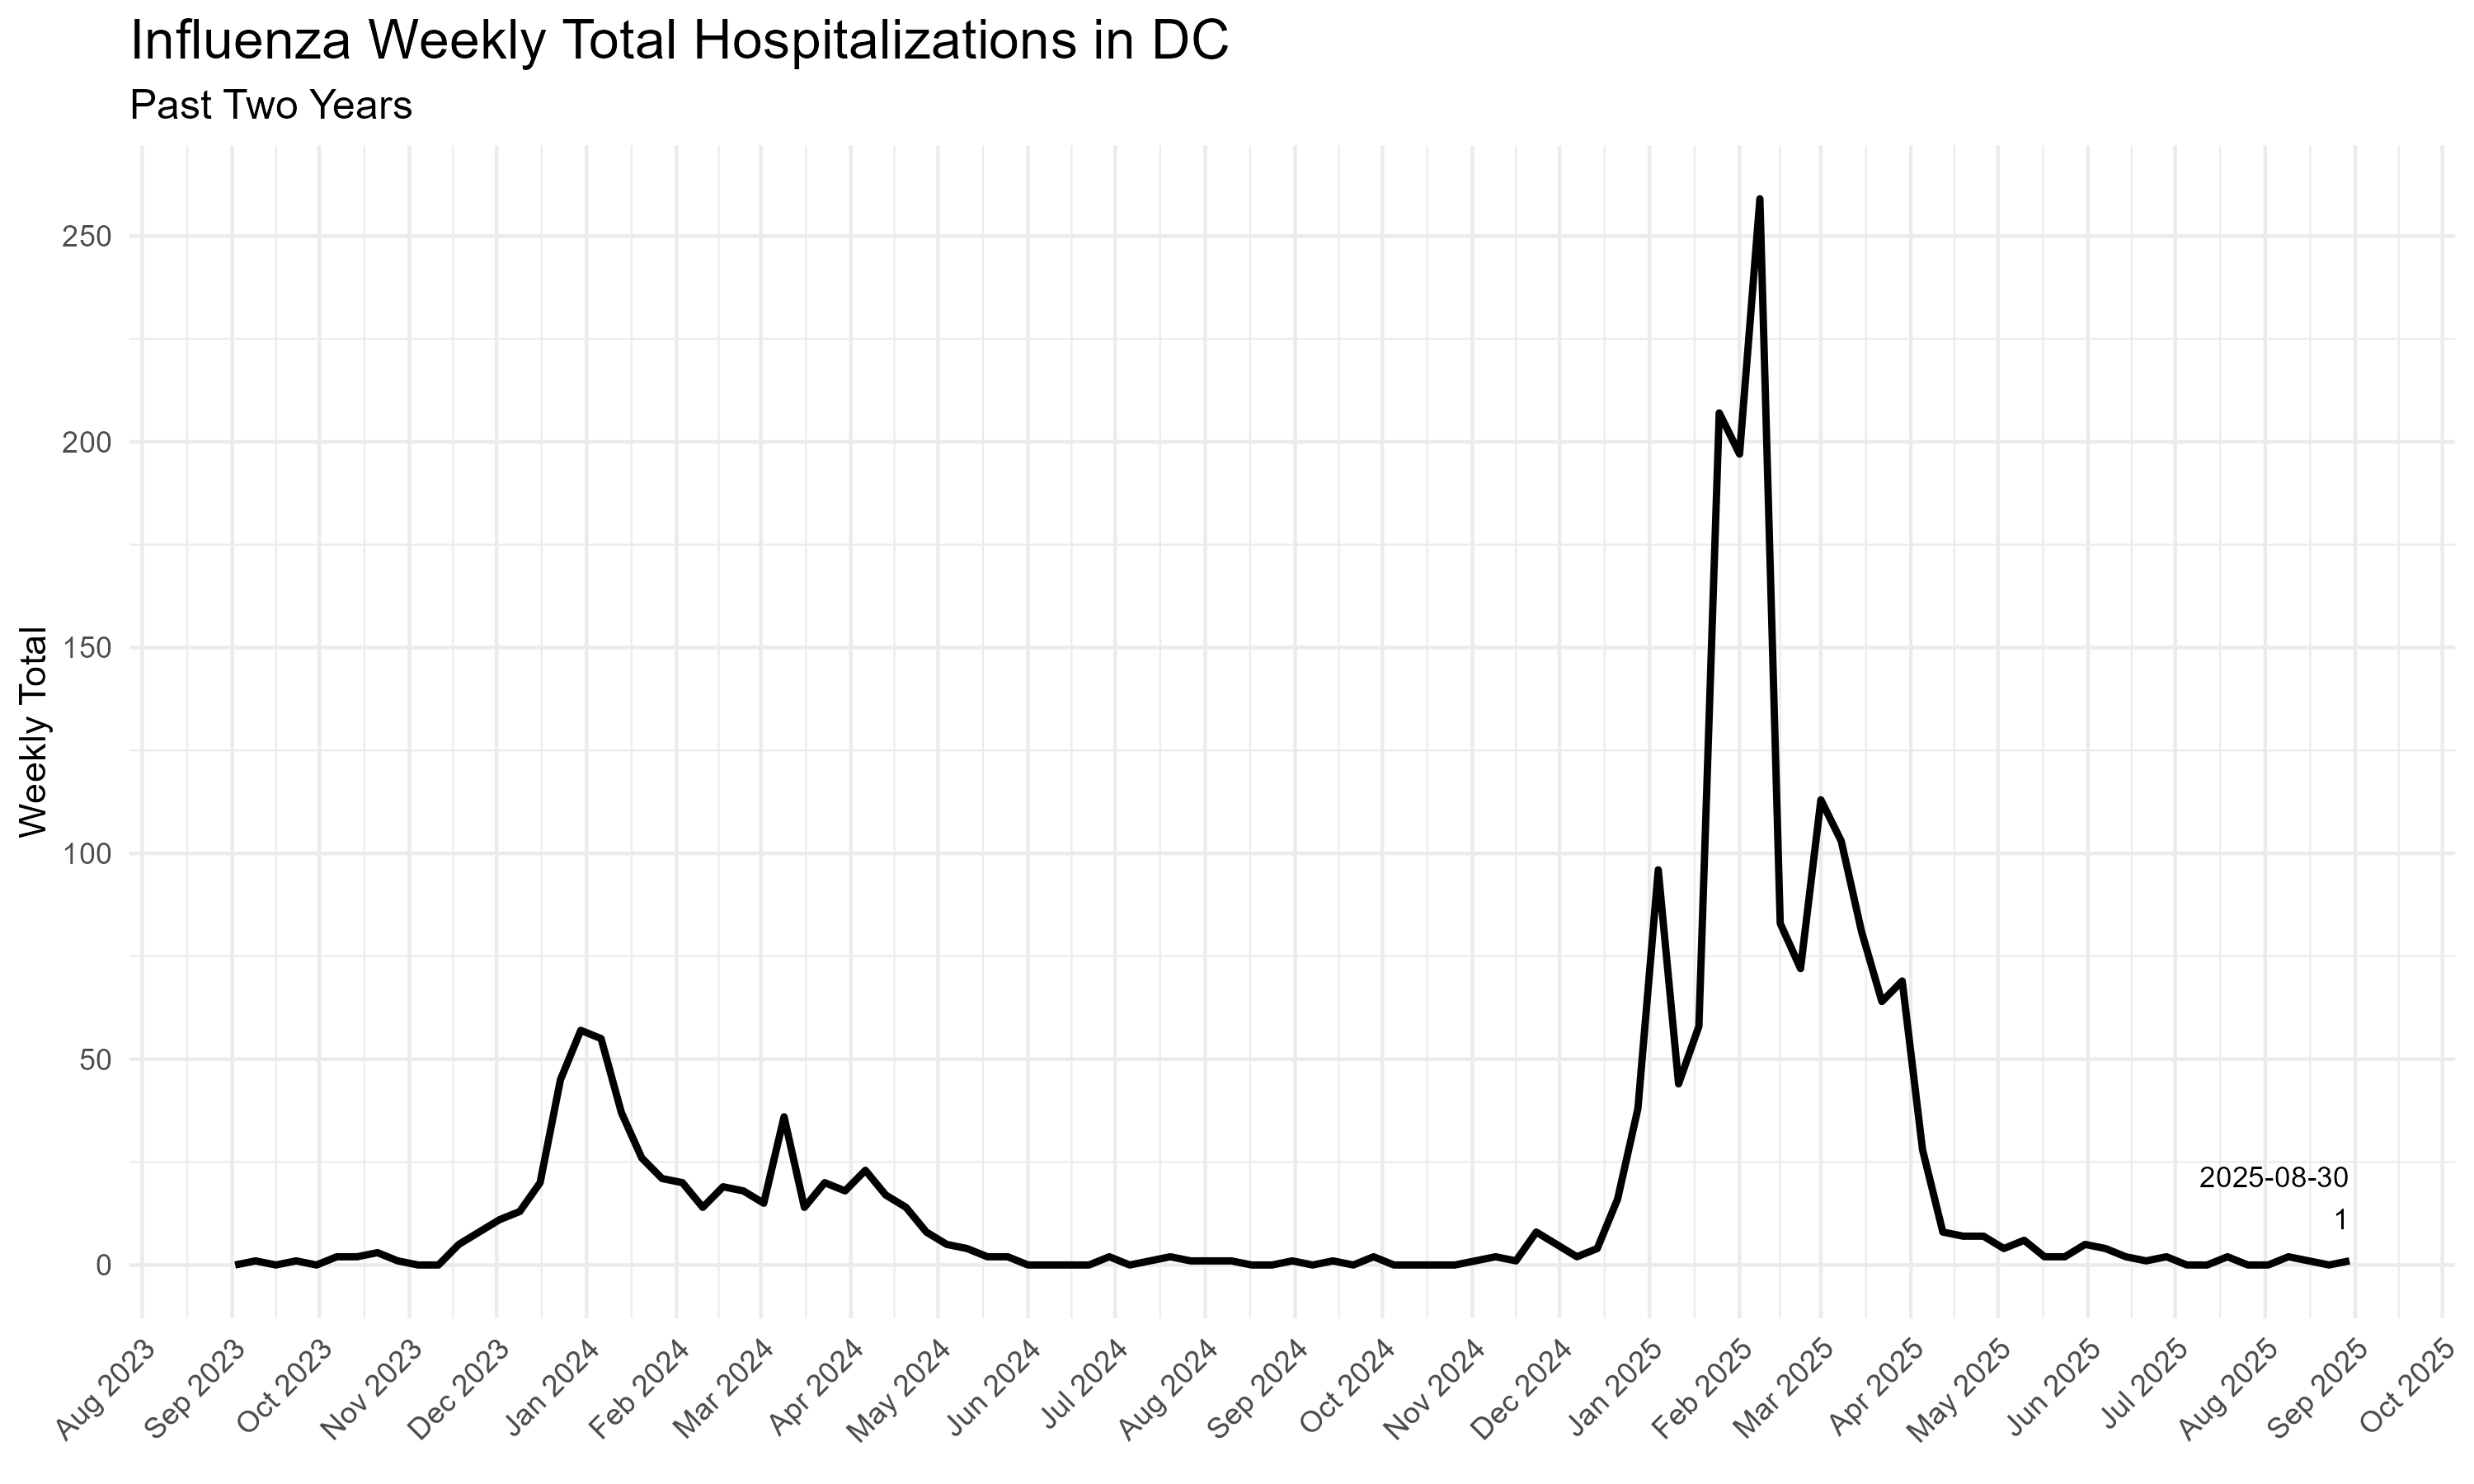 Influenza Weekly Total Hospitalizations in DC
Past Two Years
Weekly Total
250
200
150
100
50
0
2025-08-30
1
Aug 2023
Sep 2023
Oct 2023
Nov 2023
Dec 2023
Jan 2024
Feb 2024
Mar 2024
Apr 2024
May 2024
Jun 2024
Jul 2024
Aug 2024
Sep 2024
Oct 2024
Nov 2024
Dec 2024
Jan 2025
Feb 2025
Mar 2025
Apr 2025
May 2025
Jun 2025
Jul 2025
Aug 2025
Sep 2025
Oct 2025